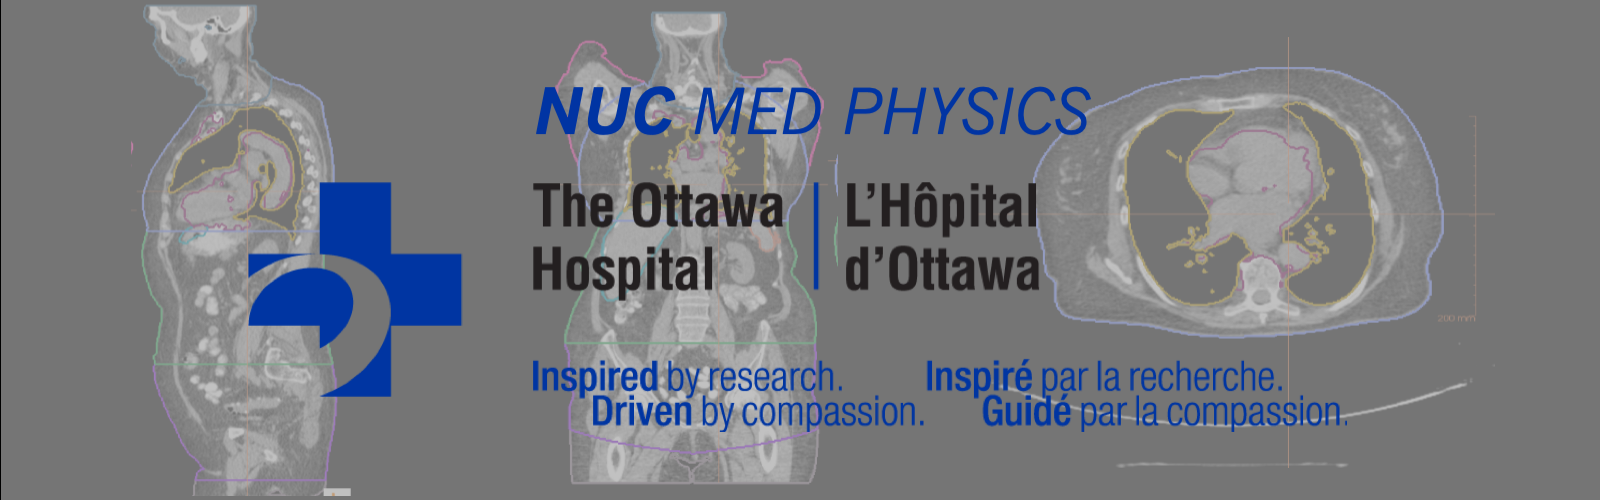 NUC MED PHYSICS
The Ottawa
Hospital
L’Hôpital
d’Ottawa
Inspired by research.
Driven by compassion.
Inspiré par la recherche.
Guidé par la compassion.
200 mm